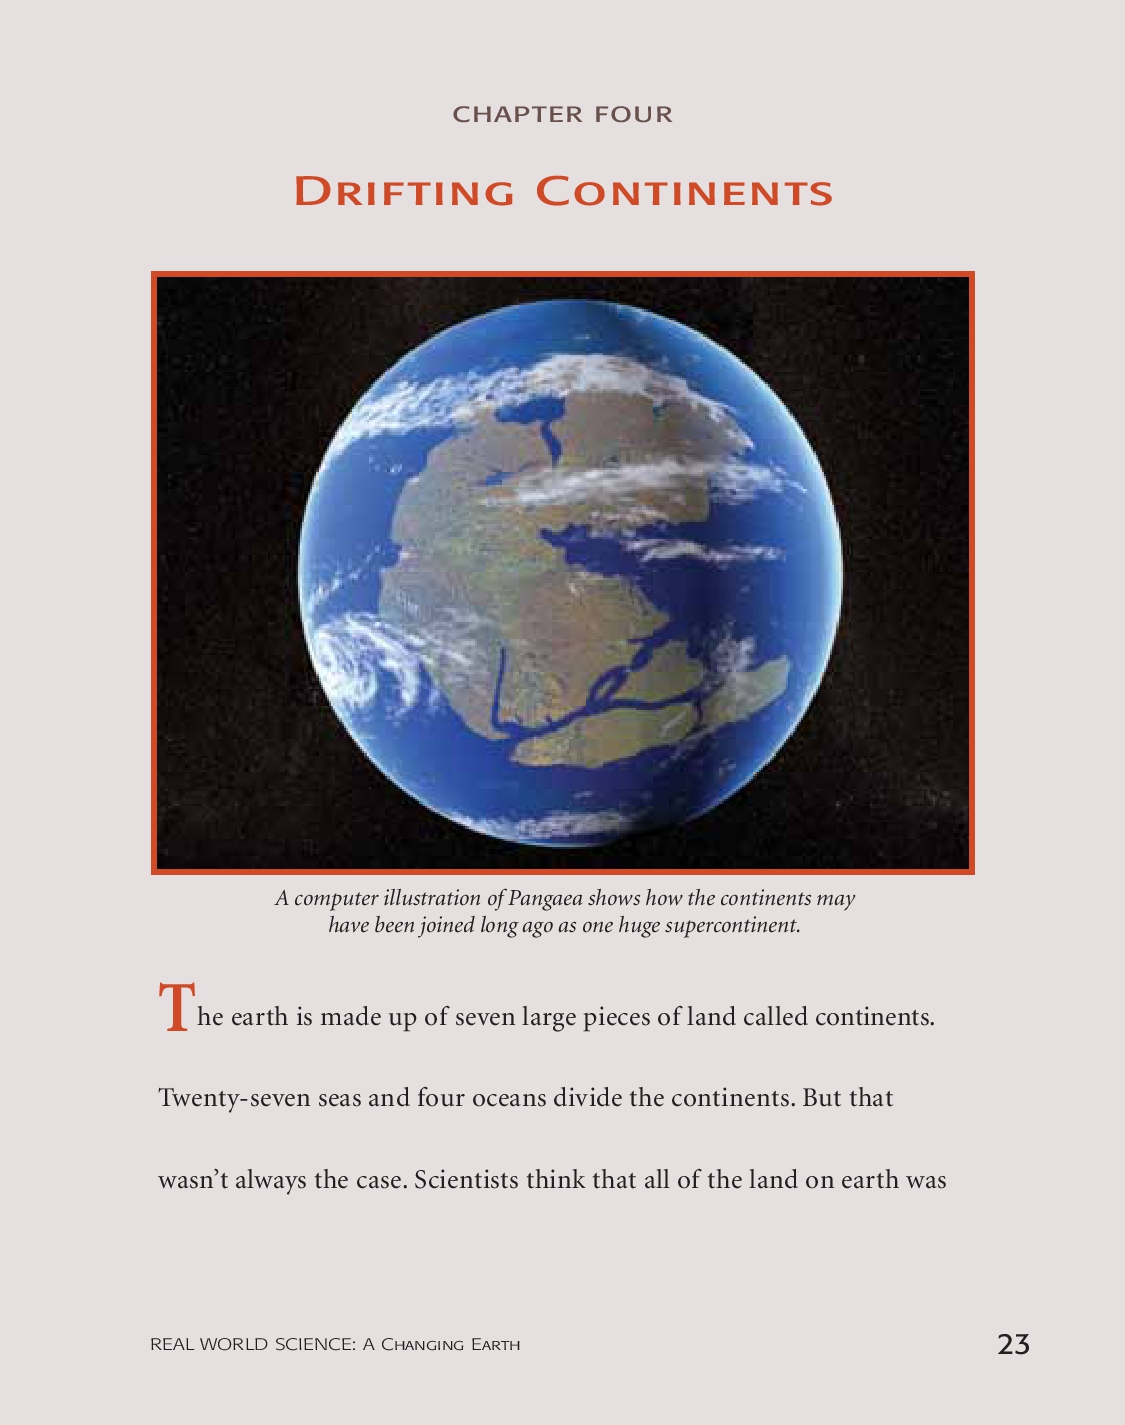 CHAPTER FOUR
DRIFTING CONTINENTS
A computer illustration of Pangaea shows how the continents may
have been joined long ago as one huge supercontinent.
The earth is made up of seven large pieces of land called continents.
Twenty-seven seas and four oceans divide the continents. But that
wasn’t always the case. Scientists think that all of the land on earth was
REAL WORLD SCIENCE: A CHANGING EARTH
23